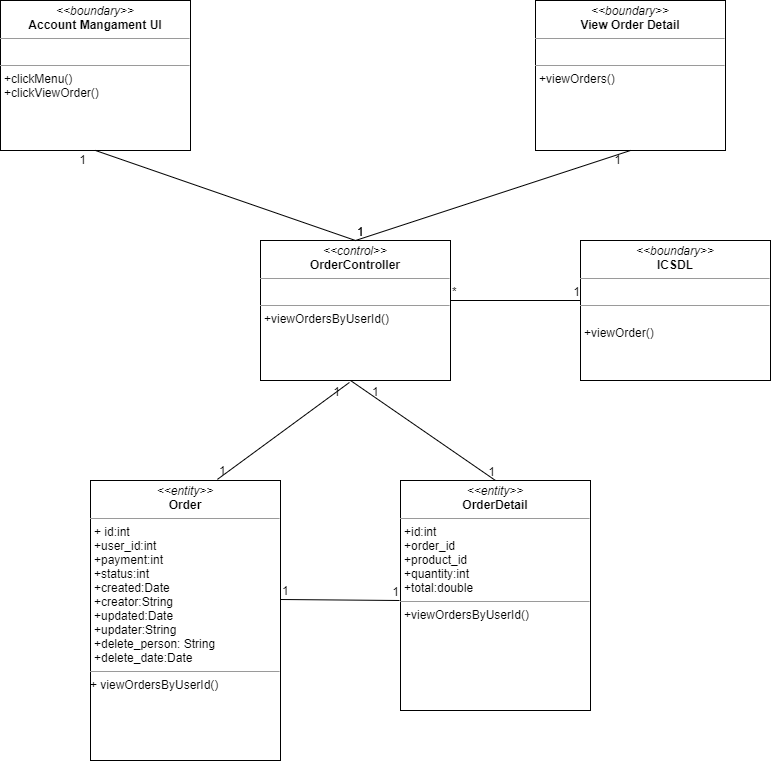 <<boundary>>
Account Mangament UI
+clickMenu()
+clickViewOrder()
<<boundary>>
View Order Detail
+viewOrders()
1
1
1
<<control>>
OrderController
+viewOrdersByUserId()
*
1
<<boundary>>
ICSDL
+viewOrder()
1
1
1
1
<<entity>>
Order
+ id:int
+user_id:int
+payment:int
+status:int
+created:Date
+creator:String
+updated:Date
+updater:String
+delete_person: String
+delete_date:Date
+ viewOrdersByUserId()
1
1
<<entity>>
OrderDetail
+id:int
+order_id
+product_id
+quantity:int
+total:double
+viewOrdersByUserId()